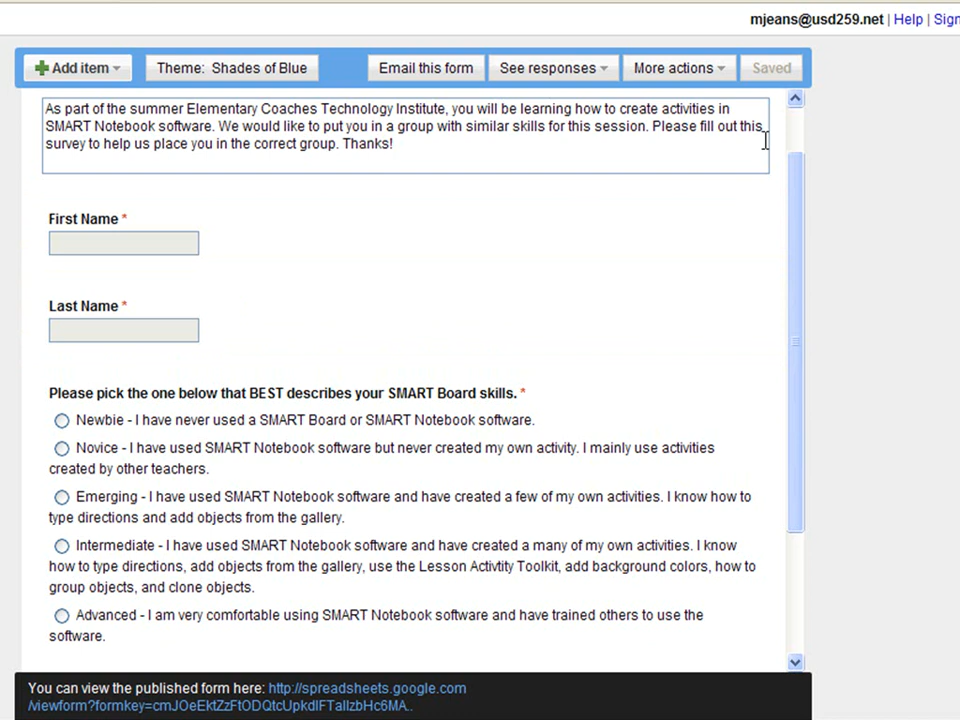 mjeans@usd259.net | Help | Sign
Add item
Theme: Shades of Blue
Email this form
See responses
More actions
Saved
As part of the summer Elementary Coaches Technology Institute, you will be learning how to create activities in
SMART Notebook software. We would like to put you in a group with similar skills for this session. Please fill out this
survey to help us place you in the correct group. Thanks!
First Name *
Last Name *
Please pick the one below that BEST describes your SMART Board skills. *
Newbie - I have never used a SMART Board or SMART Notebook software.
Novice - I have used SMART Notebook software but never created my own activity. I mainly use activities
created by other teachers.
Emerging - I have used SMART Notebook software and have created a few of my own activities. I know how to
type directions and add objects from the gallery.
Intermediate - I have used SMART Notebook software and have created a many of my own activities. I know
how to type directions, add objects from the gallery, use the Lesson Activtiy Toolkit, add background colors, how to
group objects, and clone objects.
Advanced - I am very comfortable using SMART Notebook software and have trained others to use the
software.
You can view the published form here: http://spreadsheets.google.com